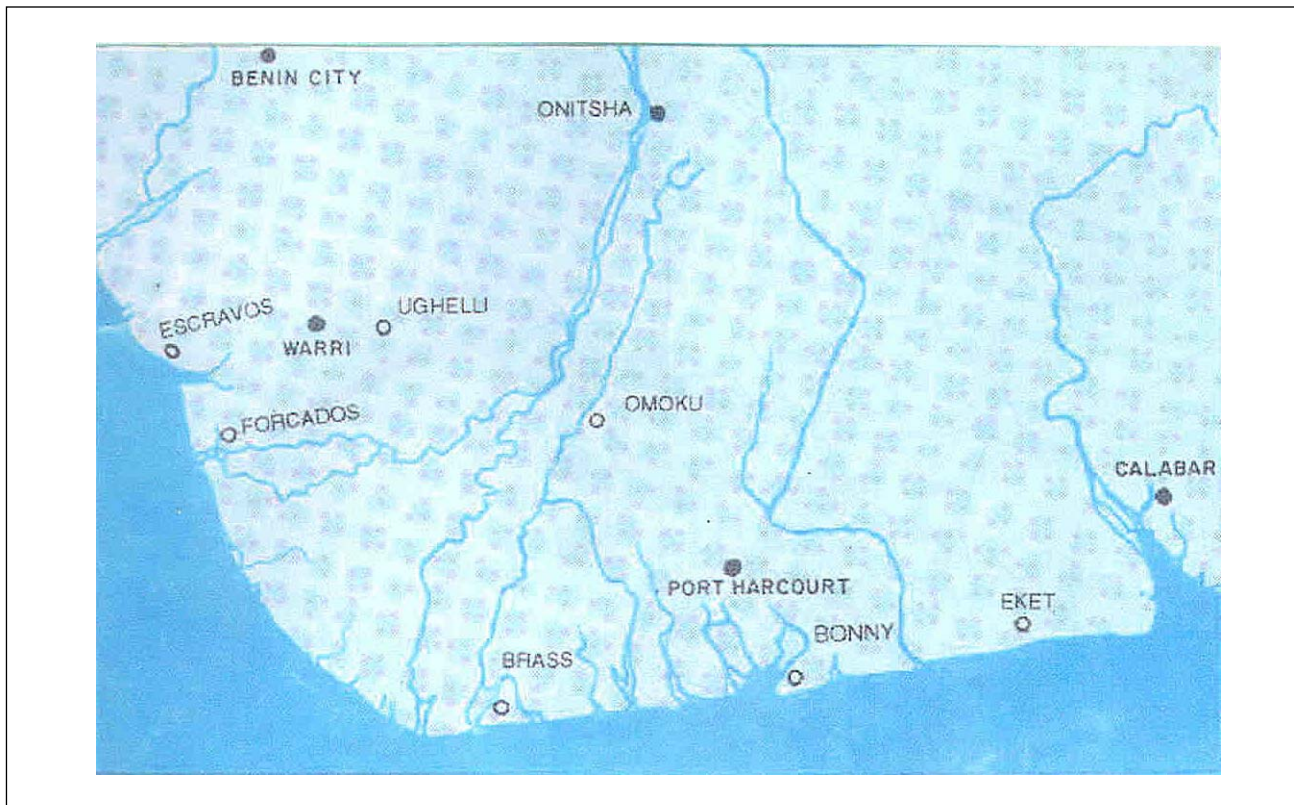 BENIN CITY
ONITSHA
ESCRAVOS
UGHELLI
WARRI
FORCADOS
OMOKU
CALABAR
PORT HARCOURT
EKET
BONNY
BRASS